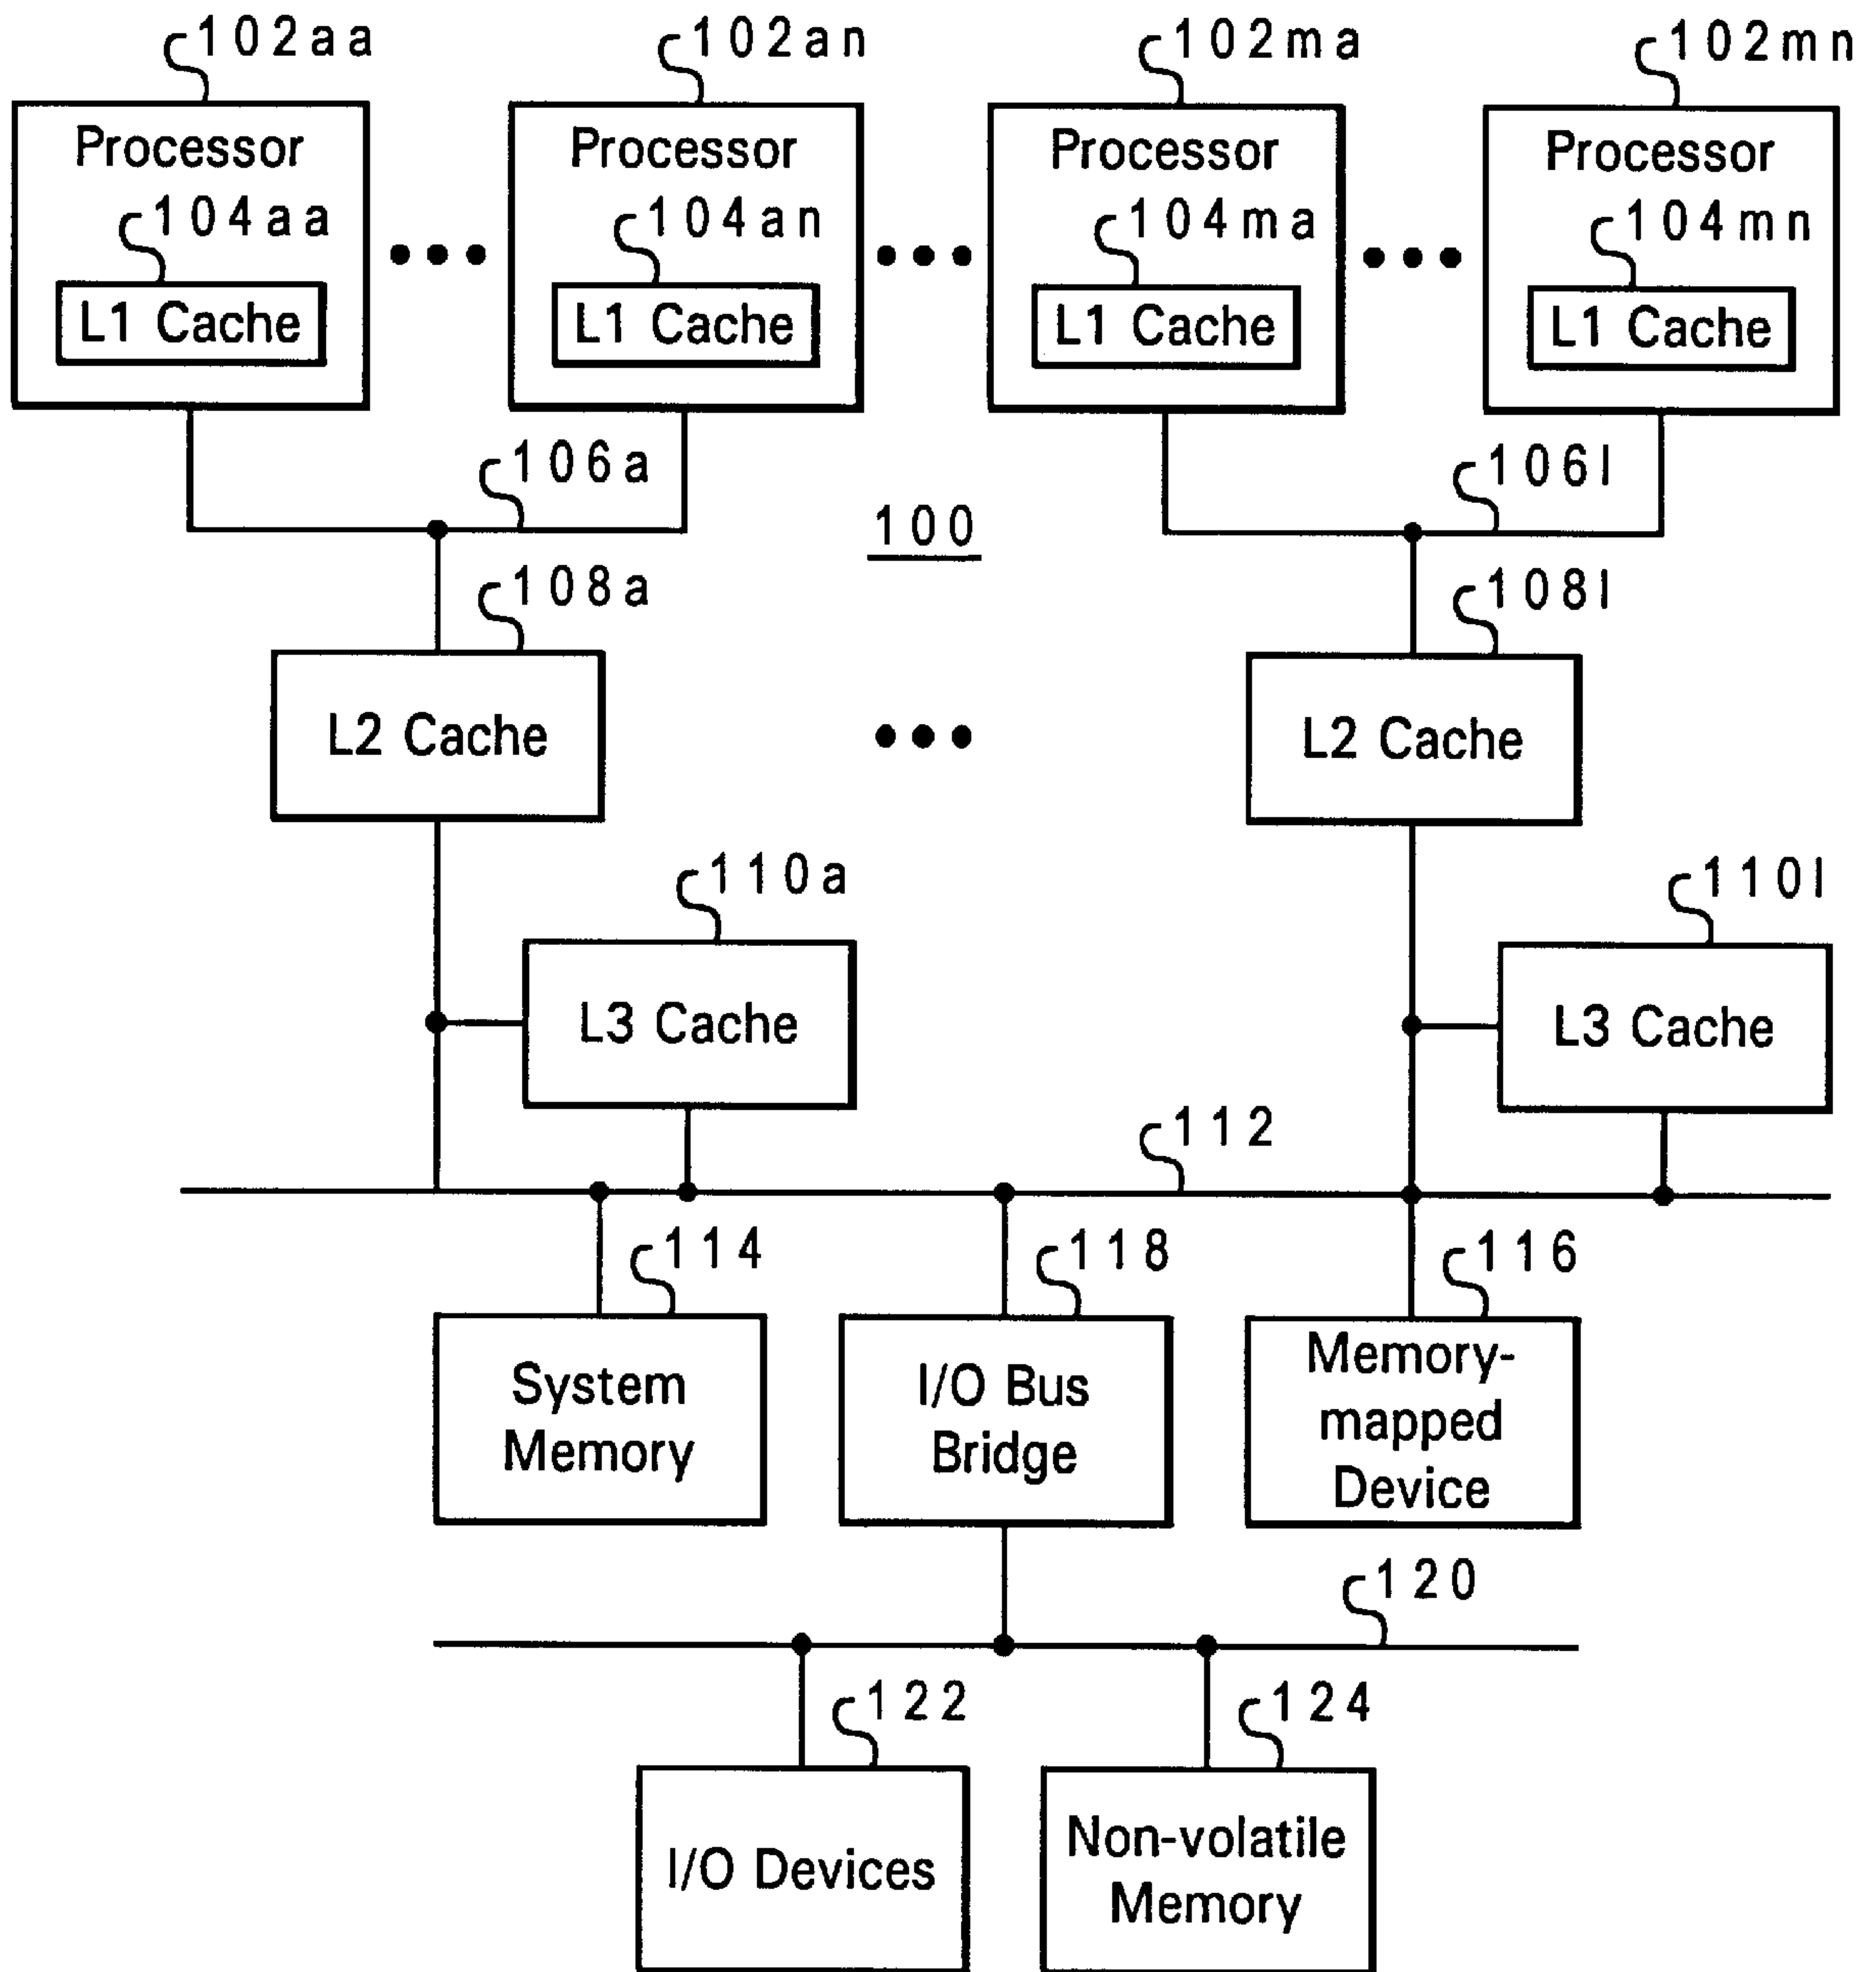 102aa
102an
102ma
102mn
Processor
Processor
Processor
Processor
104aa
104an
104ma
104mn
L1 Cache
L1 Cache
L1 Cache
L1 Cache
106a
106l
100
108a
108l
L2 Cache
L2 Cache
110a
110l
L3 Cache
L3 Cache
112
114
118
116
System
Memory
I/O Bus
Bridge
Memory-
mapped
Device
120
122
124
I/O Devices
Non-volatile
Memory